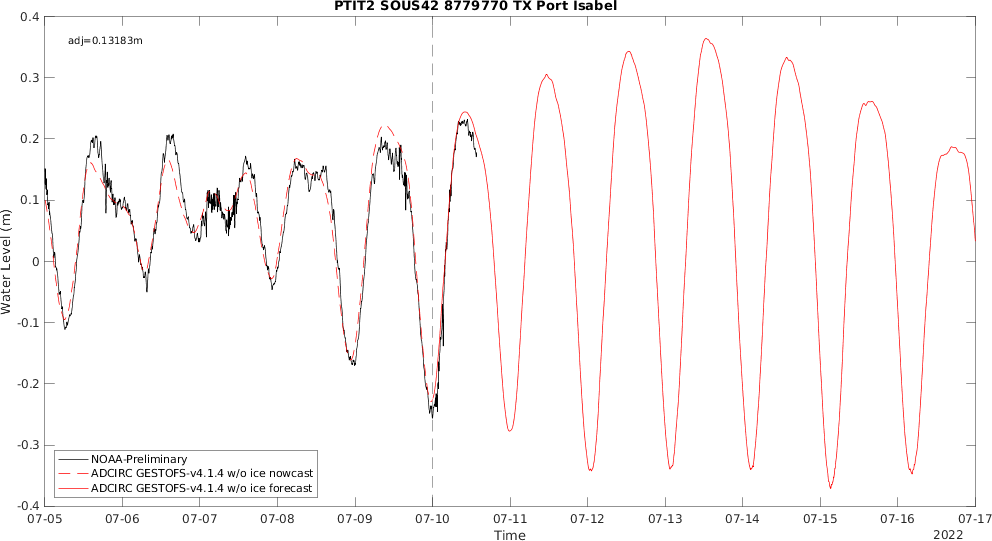 PTIT2 SOUS42 8779770 TX Port Isabel
adj=0.13183m
0.4
0.3
0.2
0.1
0
-0.1
-0.2
-0.3
-0.4
Water Level (m)
NOAA-Preliminary
ADCIRC GESTOFS-v4.1.4 w/o ice nowcast
ADCIRC GESTOFS-v4.1.4 w/o ice forecast
07-05 07-06 07-07 07-08 07-09 07-10 07-11 07-12 07-13 07-14 07-15 07-16 07-17
Time
2022